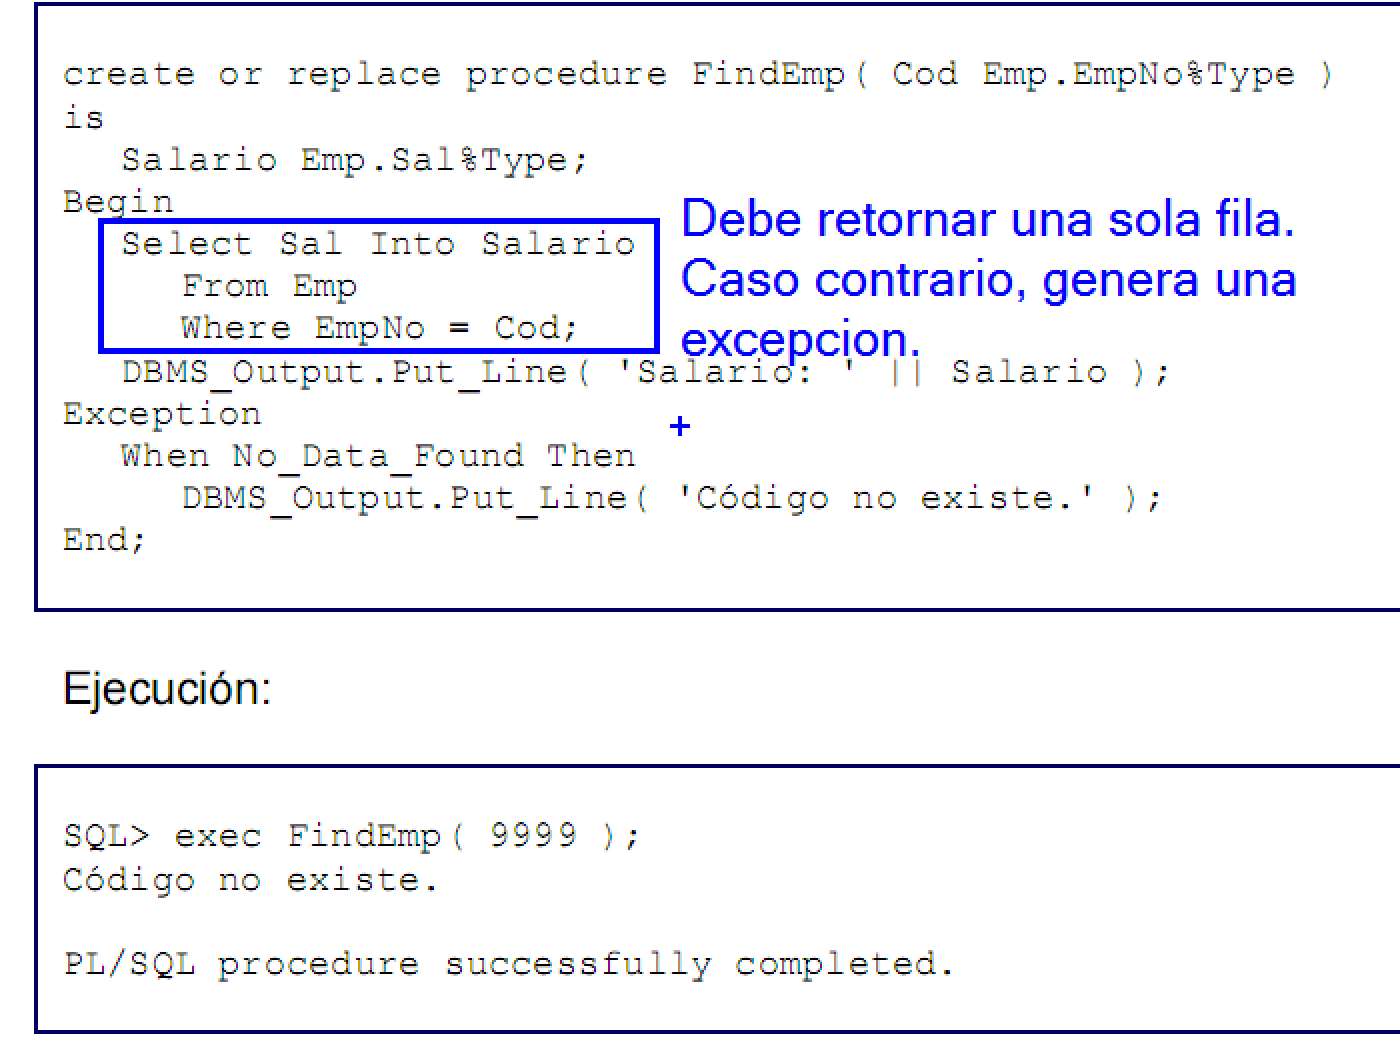 create or replace procedure FindEmp( Cod Emp.EmpNo%Type )
is
Salario Emp.Sal%Type;
Begin
Select Sal Into Salario
From Emp
Where EmpNo = Cod;
Debe retornar una sola fila.
Caso contrario, genera una
excepcion.
DBMS_Output.Put_Line( 'Salario: ' || Salario );
Exception
When No_Data_Found Then
DBMS_Output.Put_Line( 'Código no existe.' );
End;
Ejecución:
SQL> exec FindEmp( 9999 );
Código no existe.
PL/SQL procedure successfully completed.